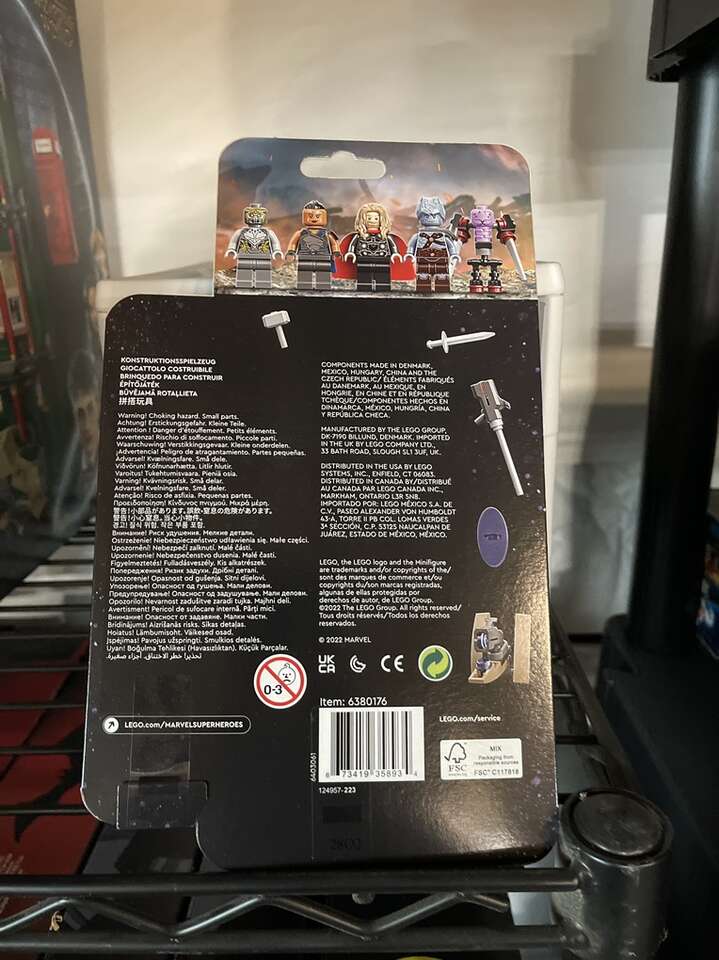 KONSTRUKTIONSSPIELZEUG
GIOCATTOLO COSTRUIBILE
BRINQUEDO PARA CONSTRUIR
ÉPÍTŐJÁTÉK
BŪVĒJAMĀ ROTAĻLIETA
拼搭玩具
Warning! Choking hazard. Small parts.
Achtung! Erstickungsgefahr. Kleine Teile.
Attention ! Danger d'étouffement. Petits éléments.
Avvertenza! Rischio di soffocamento. Piccole parti.
Waarschuwing! Verstikkingsgevaar. Kleine onderdelen.
¡Advertencia! Peligro de atragantamiento. Partes pequeñas.
Advarsel! Kvælningsfare. Små dele.
Viðvörun! Köfnunarhætta. Litlir hlutir.
Varoitus! Tukehtumisvaara. Pieniä osia.
Varning! Kvävningsrisk. Små delar.
Advarsel! Kvelningsfare. Små deler.
Atenção! Risco de asfixia. Pequenas partes.
Προειδοποίηση! Κίνδυνος πνιγμού. Μικρά μέρη.
警告!小部品があります。誤飲・窒息の危険があります。
警告!窒息危险。当心小物件。
경고! 질식 위험. 작은 부품 포함.
Внимание! Риск удушения. Мелкие детали.
Ostrzeżenie! Niebezpieczeństwo udławienia się. Małe części.
Upozornění! Nebezpečí zalknutí. Malé části.
Upozornenie! Nebezpečenstvo dusenia. Malé časti.
Figyelmeztetés! Fulladásveszély. Kis alkatrészek.
Попередження! Ризик задухи. Дрібні деталі.
Upozorenje! Opasnost od gušenja. Sitni dijelovi.
Упозорење! Опасност од гушења. Мали делови.
Предупредување! Опасност од задушување. Мали делови.
Opozorilo! Nevarnost zadušitve zaradi tujka. Majhni deli.
Avertisment! Pericol de sufocare internă. Părți mici.
Внимание! Опасност от задавяне. Малки части.
Brīdinājums! Aizrīšanās risks. Sīkas detaļas.
Hoiatus! Lämbumisoht. Väikesed osad.
Įspėjimas! Pavojus užspringti. Smulkios detalės.
Uyarı! Boğulma Tehlikesi (Havasızlıktan). Küçük Parçalar.
تحذير! خطر الاختناق. أجزاء صغيرة.
LEGO.com/MARVELSUPERHEROES
0-3
COMPONENTS MADE IN DENMARK,
MEXICO, HUNGARY, CHINA AND THE
CZECH REPUBLIC/ÉLÉMENTS FABRIQUÉS
AU DANEMARK, AU MEXIQUE, EN
HONGRIE, EN CHINE ET EN RÉPUBLIQUE
TCHÈQUE/COMPONENTES HECHOS EN
DINAMARCA, MÉXICO, HUNGRÍA, CHINA
Y REPÚBLICA CHECA.
MANUFACTURED BY THE LEGO GROUP,
DK-7190 BILLUND, DENMARK. IMPORTED
IN THE UK BY LEGO COMPANY LTD.,
33 BATH ROAD, SLOUGH SL1 3UF, UK.
DISTRIBUTED IN THE USA BY LEGO
SYSTEMS, INC., ENFIELD, CT 06083.
DISTRIBUTED IN CANADA BY/DISTRIBUÉ
AU CANADA PAR LEGO CANADA INC.,
MARKHAM, ONTARIO L3R 5N8.
IMPORTADO POR: LEGO MÉXICO S.A. DE
C.V., PASEO ALEXANDER VON HUMBOLDT
43-A, TORRE II PB COL. LOMAS VERDES
3ª SECCIÓN, C.P. 53125 NAUCALPAN DE
JUÁREZ, ESTADO DE MÉXICO, MÉXICO.
LEGO, the LEGO logo and the Minifigure
are trademarks and/or copyrights of the/
sont des marques de commerce et/ou
copyrights du/son marcas registradas,
algunas de ellas protegidas por
derechos de autor, de LEGO Group.
©2022 The LEGO Group. All rights reserved/
Tous droits réservés/Todos los derechos
reservados.
© 2022 MARVEL
UK
CA
CE
Item: 6380176
LEGO.com/service
6403061
6 73419 35893 4
124957-223
FSC
MIX
Packaging from
responsible sources
FSC® C117818
28CQ